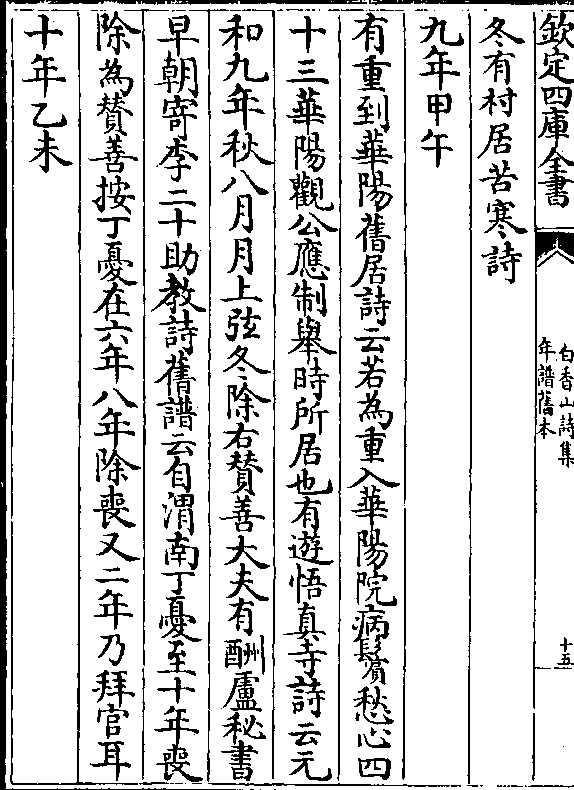 欽定四庫全書
白香山詩集
年譜舊本
十五
冬有村居苦寒詩
九年甲午
有重到華陽舊居詩云若為重入華陽院病鬢愁心四
十三華陽觀公應制舉時所居也有遊悟真寺詩云元
和九年秋八月月上弦冬除右賛善大夫有酬盧秘書
早朝寄李二十助教詩舊譜云自渭南丁憂至十年喪
除為賛善按丁憂在六年八年除喪又二年乃拜官耳
十年乙未